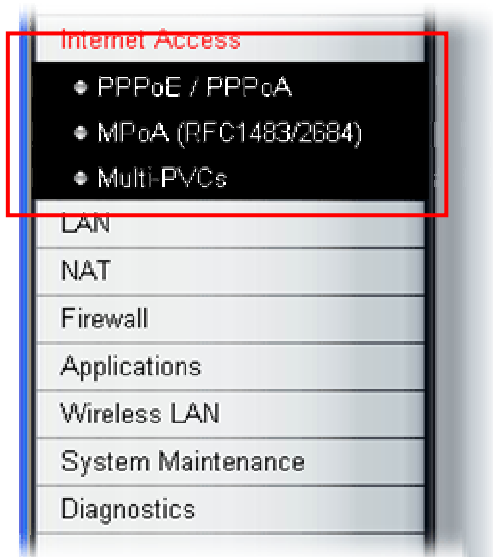 Internet Access
PPPoE / PPPoA
MPoA (RFC1483/2684)
Multi-PVCs
LAN
NAT
Firewall
Applications
Wireless LAN
System Maintenance
Diagnostics